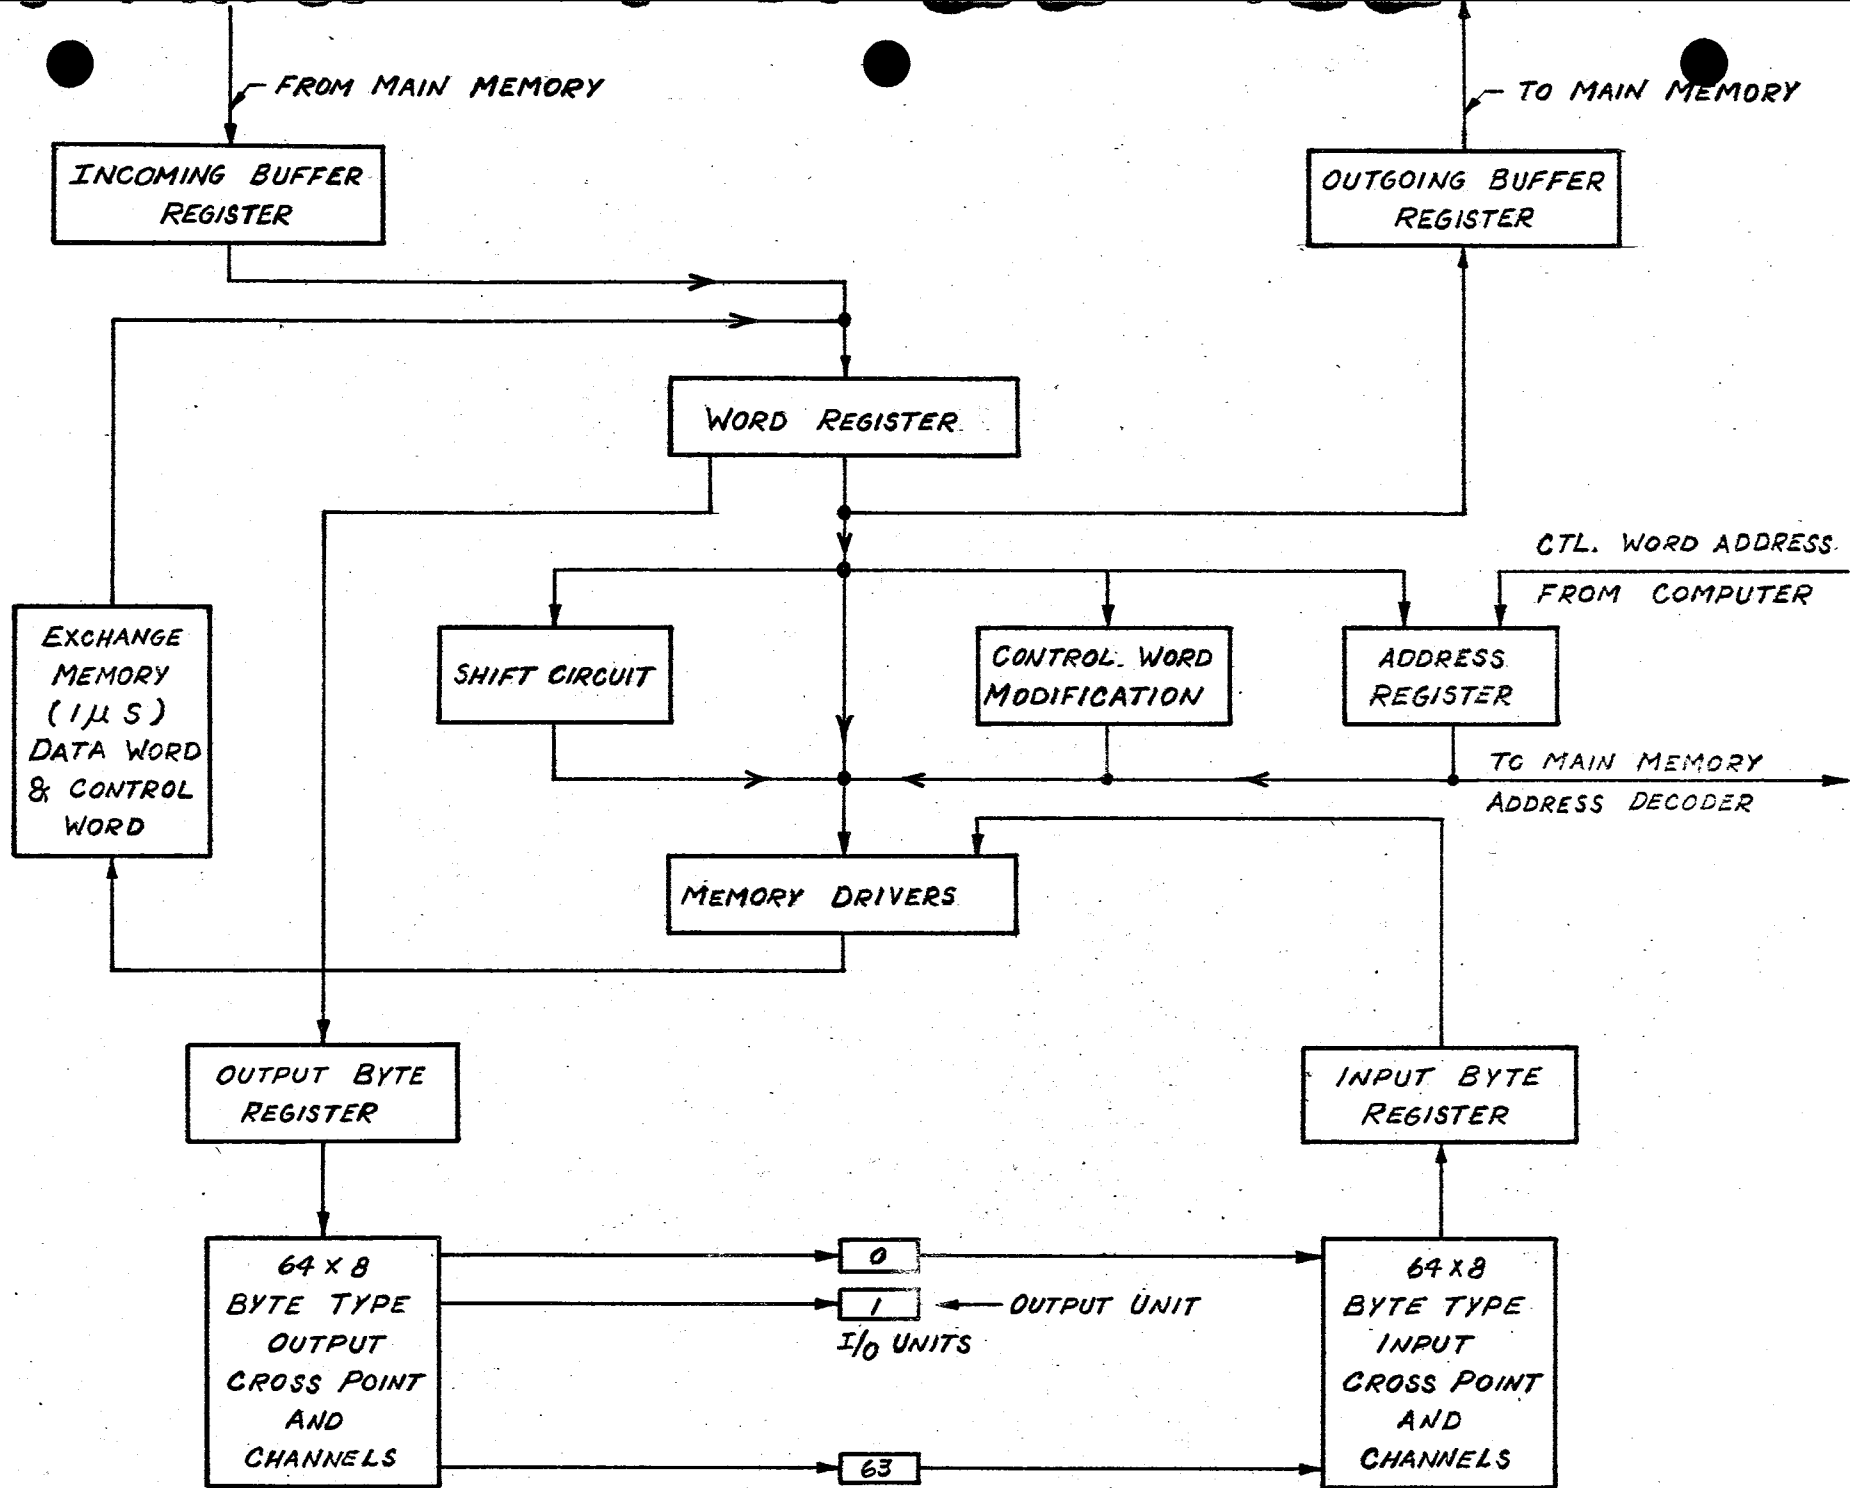 FROM MAIN MEMORY
TO MAIN MEMORY
INCOMING BUFFER
REGISTER
OUTGOING BUFFER
REGISTER
WORD REGISTER
CTL. WORD ADDRESS
FROM COMPUTER
EXCHANGE
MEMORY
(1μ S)
DATA WORD
& CONTROL
WORD
SHIFT CIRCUIT
CONTROL WORD
MODIFICATION
ADDRESS
REGISTER
TO MAIN MEMORY
ADDRESS DECODER
MEMORY DRIVERS
OUTPUT BYTE
REGISTER
INPUT BYTE
REGISTER
64 X 8
BYTE TYPE
OUTPUT
CROSS POINT
AND
CHANNELS
0
1
OUTPUT UNIT
I/O UNITS
63
64 X 8
BYTE TYPE
INPUT
CROSS POINT
AND
CHANNELS